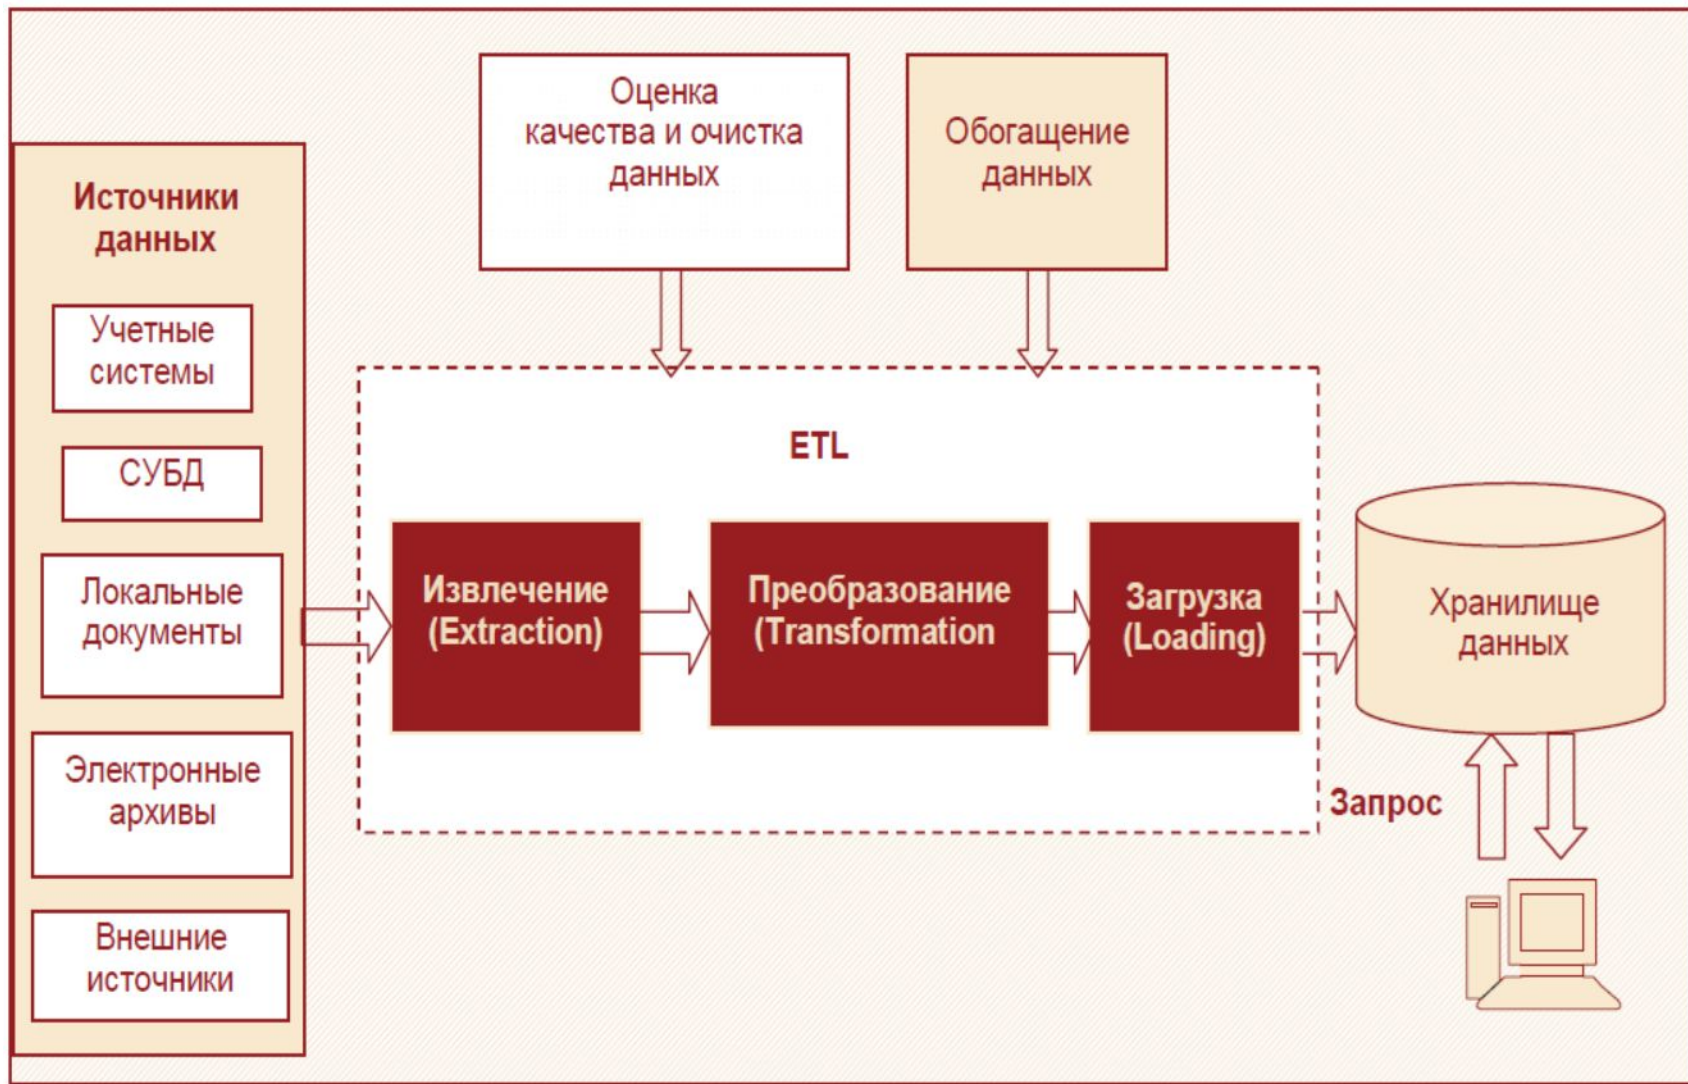 Оценка
качества и очистка
данных
Обогащение
данных
Источники
данных
Учетные
системы
СУБД
Локальные
документы
Электронные
архивы
Внешние
источники
ETL
Извлечение
(Extraction)
Преобразование
(Transformation
Загрузка
(Loading)
Хранилище
данных
Запрос